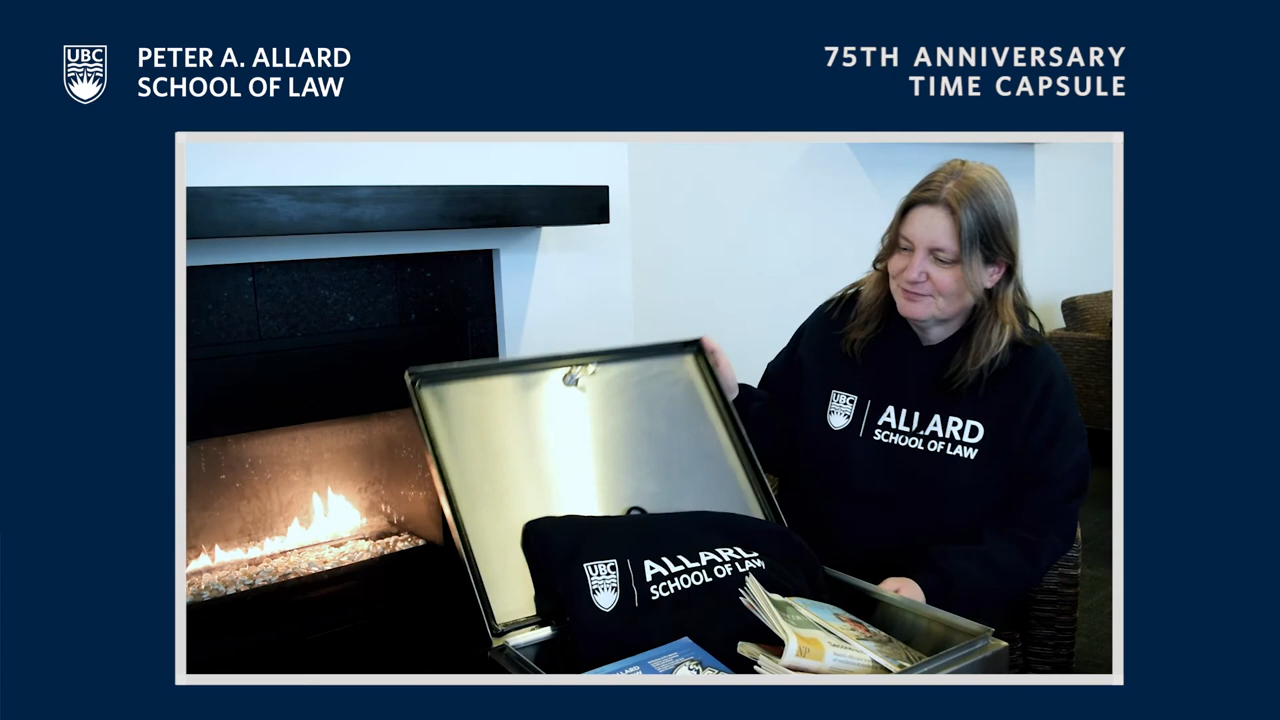 UBC
PETER A. ALLARD
SCHOOL OF LAW
75TH ANNIVERSARY
TIME CAPSULE
UBC
ALLARD
SCHOOL OF LAW
UBC
ALLARD
SCHOOL OF LAW
NP